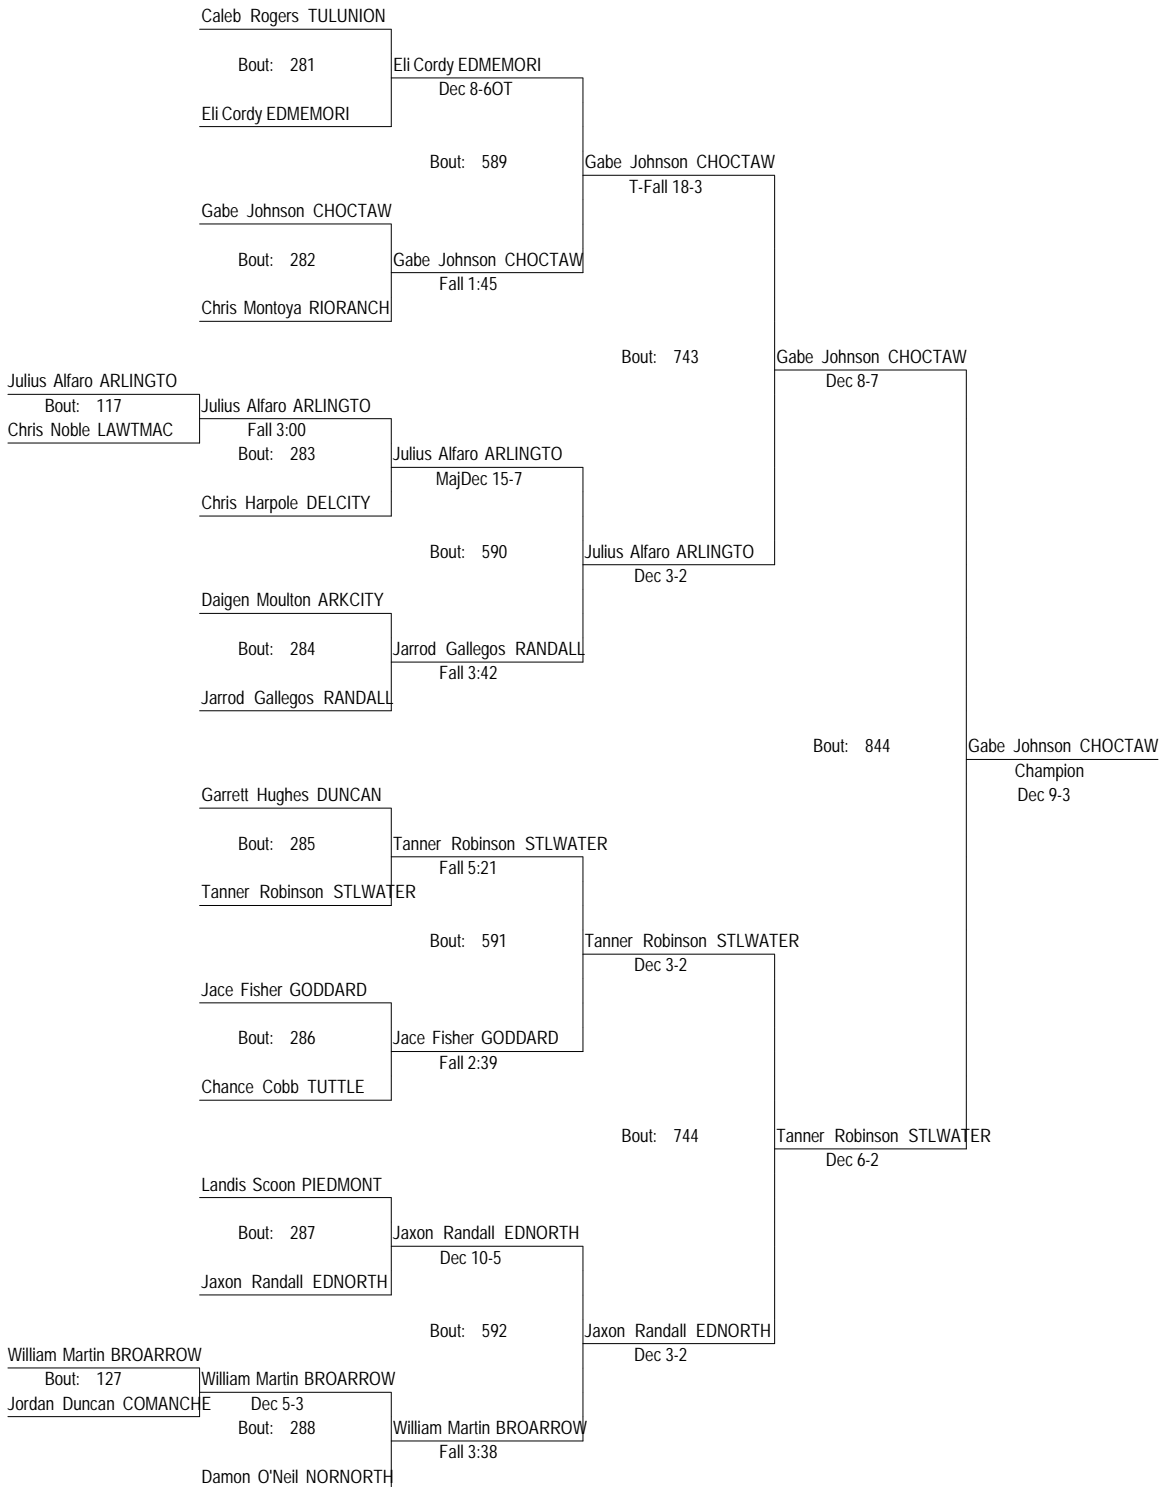 Caleb Rogers TULUNION
Bout: 281
Eli Cordy EDMEMORI
Dec 8-6OT
Eli Cordy EDMEMORI
Bout: 589
Gabe Johnson CHOCTAW
T-Fall 18-3
Gabe Johnson CHOCTAW
Bout: 282
Gabe Johnson CHOCTAW
Fall 1:45
Chris Montoya RIORANCH
Bout: 743
Gabe Johnson CHOCTAW
Dec 8-7
Julius Alfaro ARLINGTO
Bout: 117
Julius Alfaro ARLINGTO
Chris Noble LAWTMAC
Fall 3:00
Bout: 283
Julius Alfaro ARLINGTO
MajDec 15-7
Chris Harpole DELCITY
Bout: 590
Julius Alfaro ARLINGTO
Dec 3-2
Daigen Moulton ARKCITY
Bout: 284
Jarrod Gallegos RANDALL
Fall 3:42
Jarrod Gallegos RANDALL
Bout: 844
Gabe Johnson CHOCTAW
Champion
Dec 9-3
Garrett Hughes DUNCAN
Bout: 285
Tanner Robinson STLWATER
Fall 5:21
Tanner Robinson STLWATER
Bout: 591
Tanner Robinson STLWATER
Dec 3-2
Jace Fisher GODDARD
Bout: 286
Jace Fisher GODDARD
Fall 2:39
Chance Cobb TUTTLE
Bout: 744
Tanner Robinson STLWATER
Dec 6-2
Landis Scoon PIEDMONT
Bout: 287
Jaxon Randall EDNORTH
Dec 10-5
Jaxon Randall EDNORTH
Bout: 592
Jaxon Randall EDNORTH
Dec 3-2
William Martin BROARROW
Bout: 127
William Martin BROARROW
Jordan Duncan COMANCHE
Dec 5-3
Bout: 288
William Martin BROARROW
Fall 3:38
Damon O'Neil NORNORTH